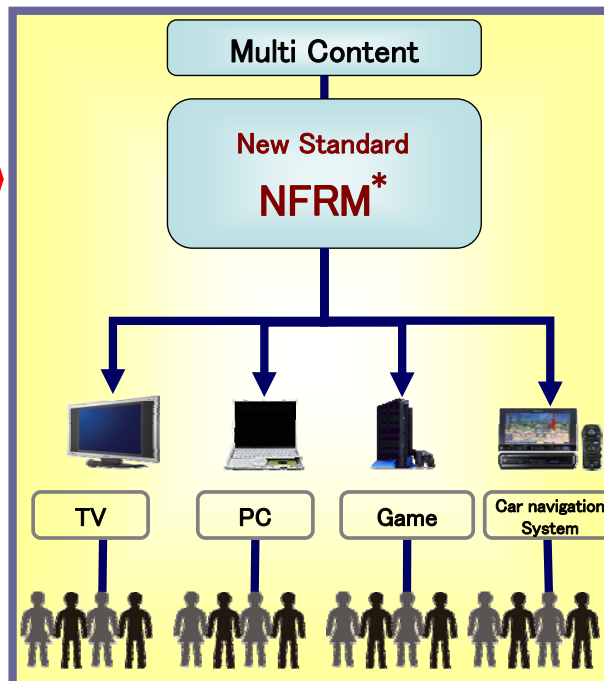 Multi Content
New Standard
NFRM*
TV
PC
Game
Car navigation
System